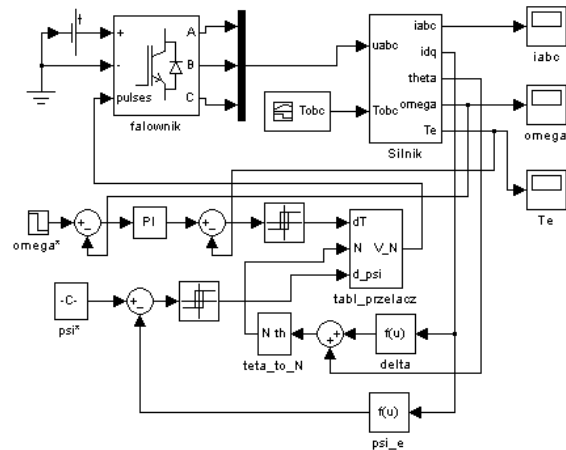 +
-
pulses
A
B
C
falownik
uabc
Tobc
iabc
idq
theta
omega
Te
Silnik
Tobc
iabc
omega
Te
omega*
PI
dT
N
V_N
d_psi
tabl_przelacz
-C-
psi*
N th
teta_to_N
f(u)
delta
f(u)
psi_e